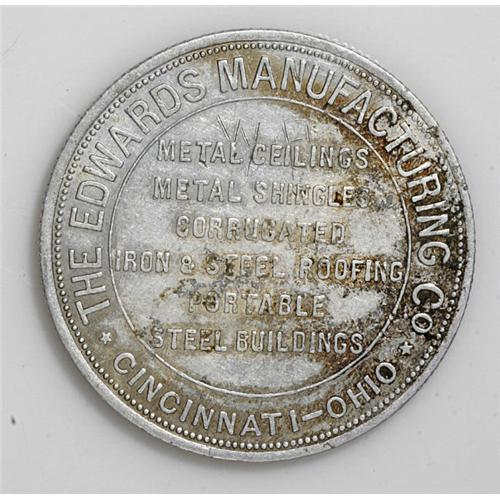 THE EDWARDS MANUFACTURING Co
METAL CEILINGS
METAL SHINGLES
CORRUGATED
IRON & STEEL ROOFING
PORTABLE
STEEL BUILDINGS
CINCINNATI-OHIO